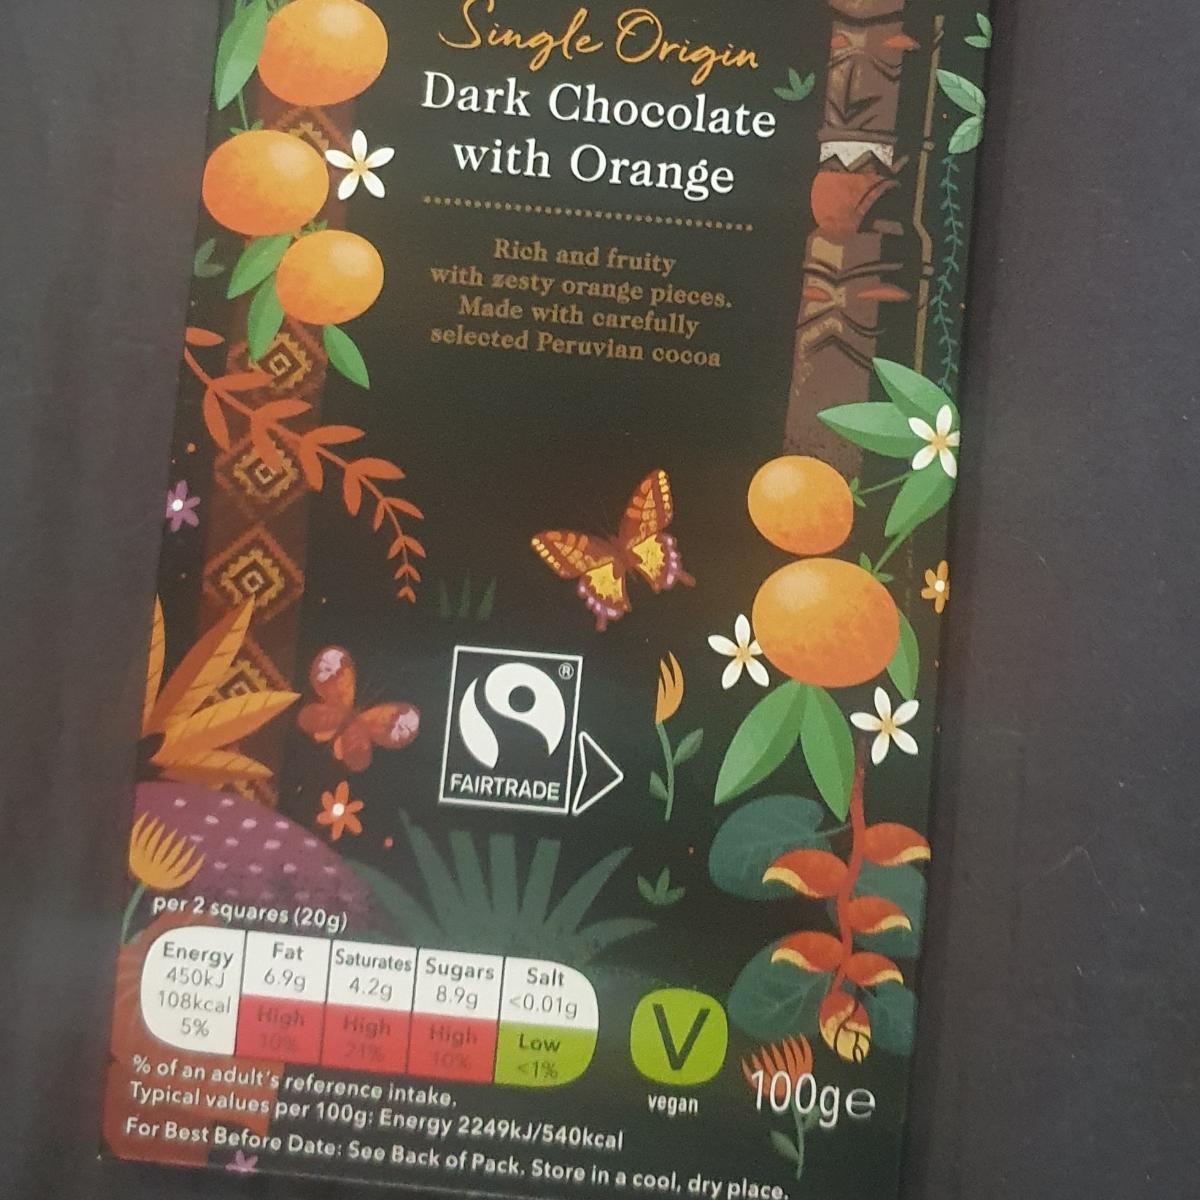 Single Origin
Dark Chocolate
with Orange
Rich and fruity
with zesty orange pieces.
Made with carefully
selected Peruvian cocoa
®
FAIRTRADE
per 2 squares (20g)
Energy Fat Saturates Sugars Salt
450kJ 6.9g 4.2g 8.9g <0.01g
108kcal High High High Low
5% 10% 21% 10% <1%
V
vegan
100g℮
% of an adult's reference intake.
Typical values per 100g: Energy 2249kJ/540kcal
For Best Before Date: See Back of Pack. Store in a cool, dry place.